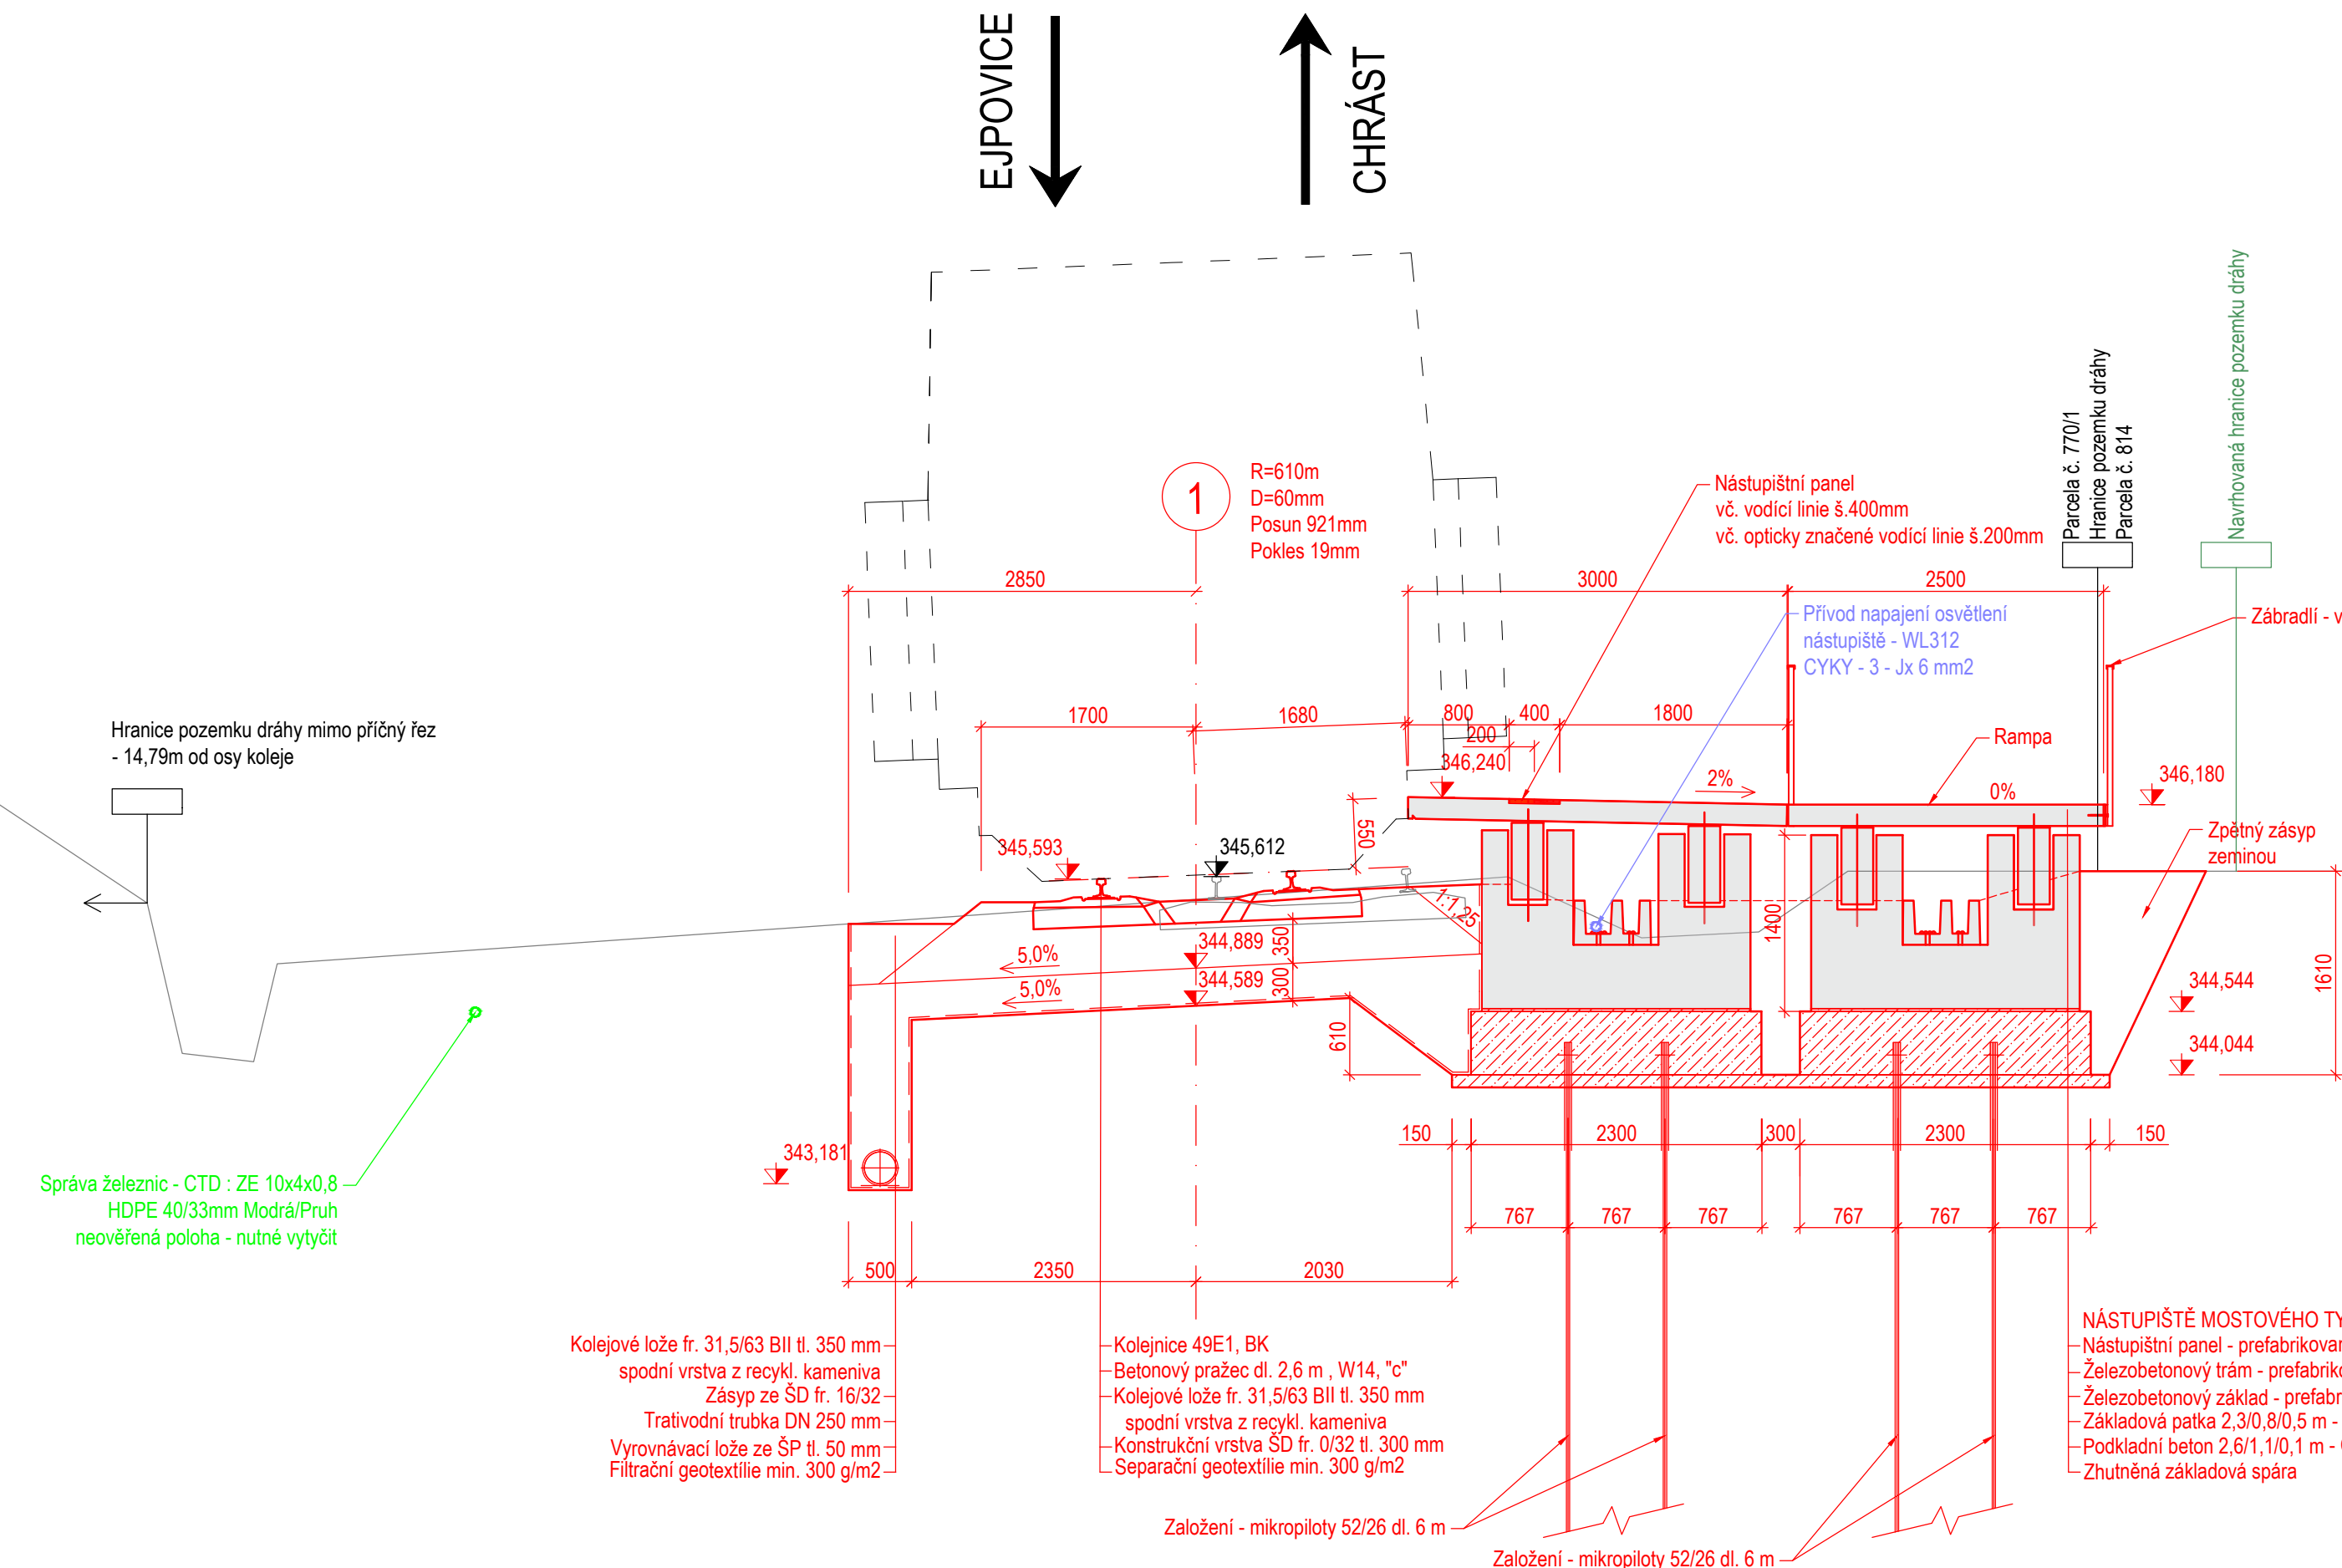 EJPOVICE
CHRÁST
Navrhovaná hranice pozemku dráhy
Parcela č. 770/1
Hranice pozemku dráhy
Parcela č. 814
1
R=610m
D=60mm
Posun 921mm
Pokles 19mm
Nástupištní panel
vč. vodící linie š.400mm
vč. opticky značené vodící linie š.200mm
2850
3000
2500
Přívod napajení osvětlení
nástupiště - WL312
CYKY - 3 - Jx 6 mm2
Zábradlí - v
Hranice pozemku dráhy mimo příčný řez
- 14,79m od osy koleje
1700
1680
800
400
1800
200
346,240
Rampa
2%
0%
346,180
550
345,593
345,612
Zpětný zásyp
zeminou
1:1,25
1400
344,889
350
5,0%
344,589
300
5,0%
610
1610
344,544
344,044
343,181
150
2300
300
2300
150
Správa železnic - CTD : ZE 10x4x0,8
HDPE 40/33mm Modrá/Pruh
neověřená poloha - nutné vytyčit
767
767
767
767
767
767
500
2350
2030
Kolejové lože fr. 31,5/63 BII tl. 350 mm
spodní vrstva z recykl. kameniva
Zásyp ze ŠD fr. 16/32
Trativodní trubka DN 250 mm
Vyrovnávací lože ze ŠP tl. 50 mm
Filtrační geotextílie min. 300 g/m2
Kolejnice 49E1, BK
Betonový pražec dl. 2,6 m , W14, "c"
Kolejové lože fr. 31,5/63 BII tl. 350 mm
spodní vrstva z recykl. kameniva
Konstrukční vrstva ŠD fr. 0/32 tl. 300 mm
Separační geotextílie min. 300 g/m2
NÁSTUPIŠTĚ MOSTOVÉHO TY
Nástupištní panel - prefabrikovan
Železobetonový trám - prefabriko
Železobetonový základ - prefabr
Základová patka 2,3/0,8/0,5 m -
Podkladní beton 2,6/1,1/0,1 m -
Zhutněná základová spára
Založení - mikropiloty 52/26 dl. 6 m
Založení - mikropiloty 52/26 dl. 6 m